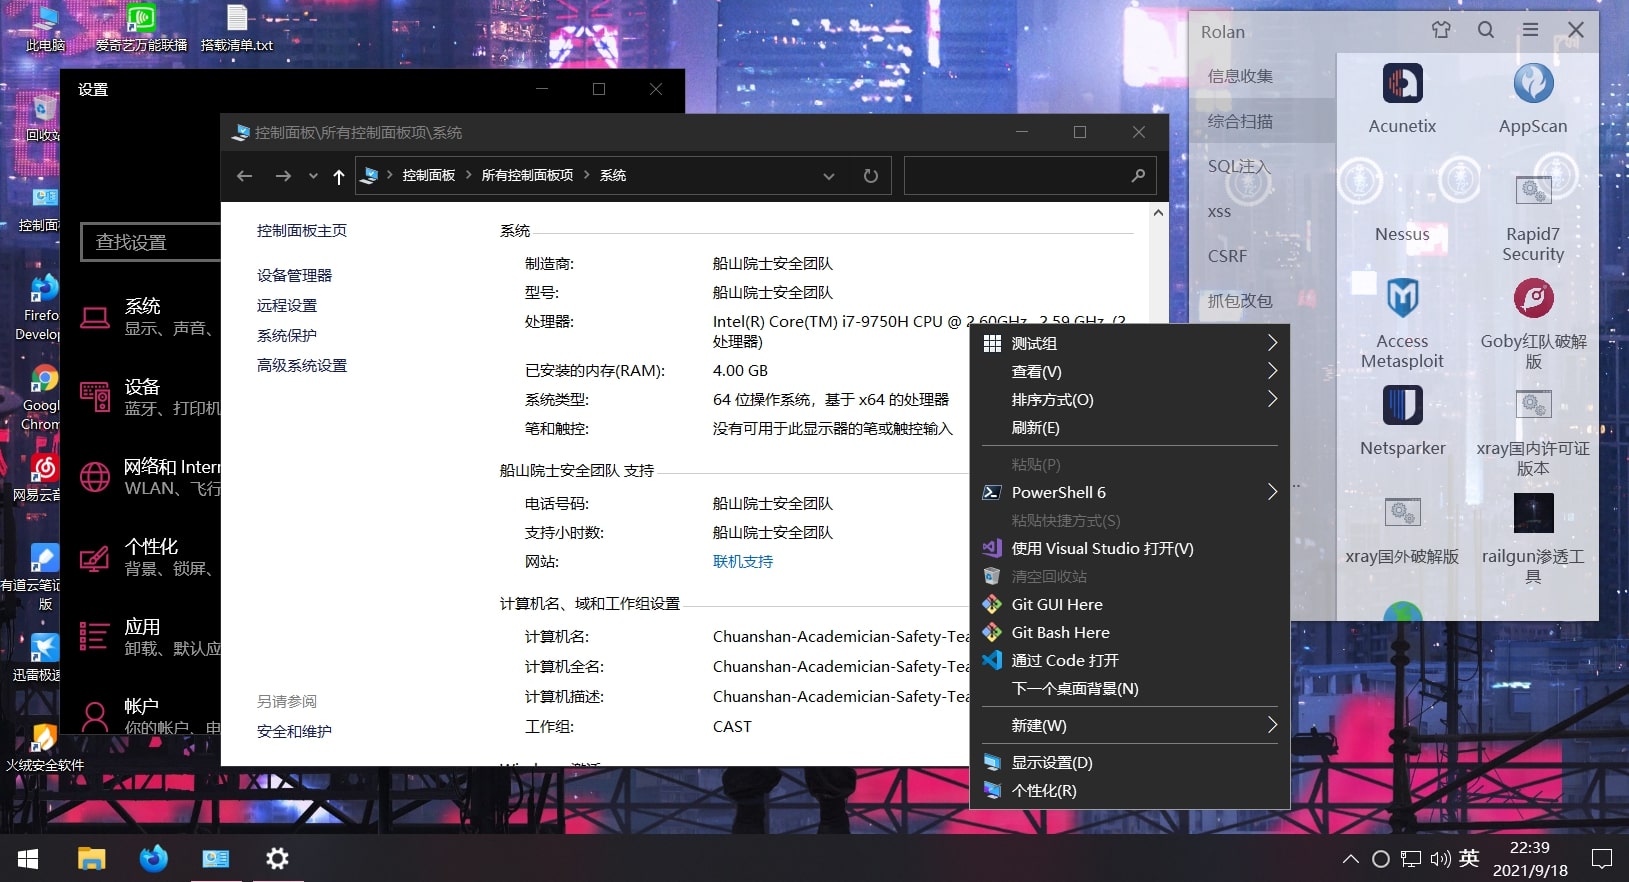 此电脑
爱奇艺万能联播
搭载清单.txt
回收站
控制面
Firefo
Develop
Googl
Chrom
网易云音
有道云笔记
版
迅雷极速
火绒安全软件
设置
查找设置
系统
显示、声音、
设备
蓝牙、打印机
网络和 Intern
WLAN、飞行
个性化
背景、锁屏、
应用
卸载、默认应
帐户
你的帐户、电
控制面板\所有控制面板项\系统
控制面板
所有控制面板项
系统
控制面板主页
设备管理器
远程设置
系统保护
高级系统设置
另请参阅
安全和维护
系统
制造商: 船山院士安全团队
型号: 船山院士安全团队
处理器: Intel(R) Core(TM) i7-9750H CPU @ 2.60GHz 2.59 GHz (2
处理器)
已安装的内存(RAM): 4.00 GB
系统类型: 64 位操作系统，基于 x64 的处理器
笔和触控: 没有可用于此显示器的笔或触控输入
船山院士安全团队 支持
电话号码: 船山院士安全团队
支持小时数: 船山院士安全团队
网站: 联机支持
计算机名、域和工作组设置
计算机名: Chuanshan-Academician-Safety-Tea
计算机全名: Chuanshan-Academician-Safety-Tea
计算机描述: Chuanshan-Academician-Safety-Tea
工作组: CAST
Windows 激活
测试组
查看(V)
排序方式(O)
刷新(E)
粘贴(P)
PowerShell 6
粘贴快捷方式(S)
使用 Visual Studio 打开(V)
清空回收站
Git GUI Here
Git Bash Here
通过 Code 打开
下一个桌面背景(N)
新建(W)
显示设置(D)
个性化(R)
Rolan
信息收集
综合扫描
SQL注入
xss
CSRF
抓包改包
Acunetix
AppScan
Nessus
Rapid7
Security
Access
Metasploit
Goby红队破解
版
Netsparker
xray国内许可证
版本
xray国外破解版
railgun渗透工
具
英
22:39
2021/9/18